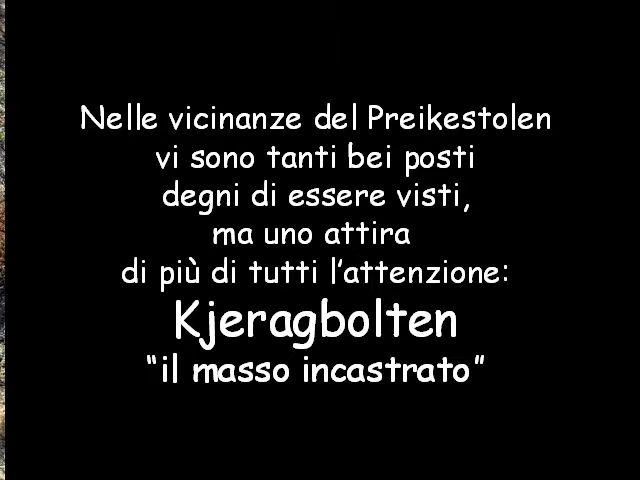 Nelle vicinanze del Preikestolen
vi sono tanti bei posti
degni di essere visti,
ma uno attira
di più di tutti l'attenzione:
Kjeragbolten
“il masso incastrato”